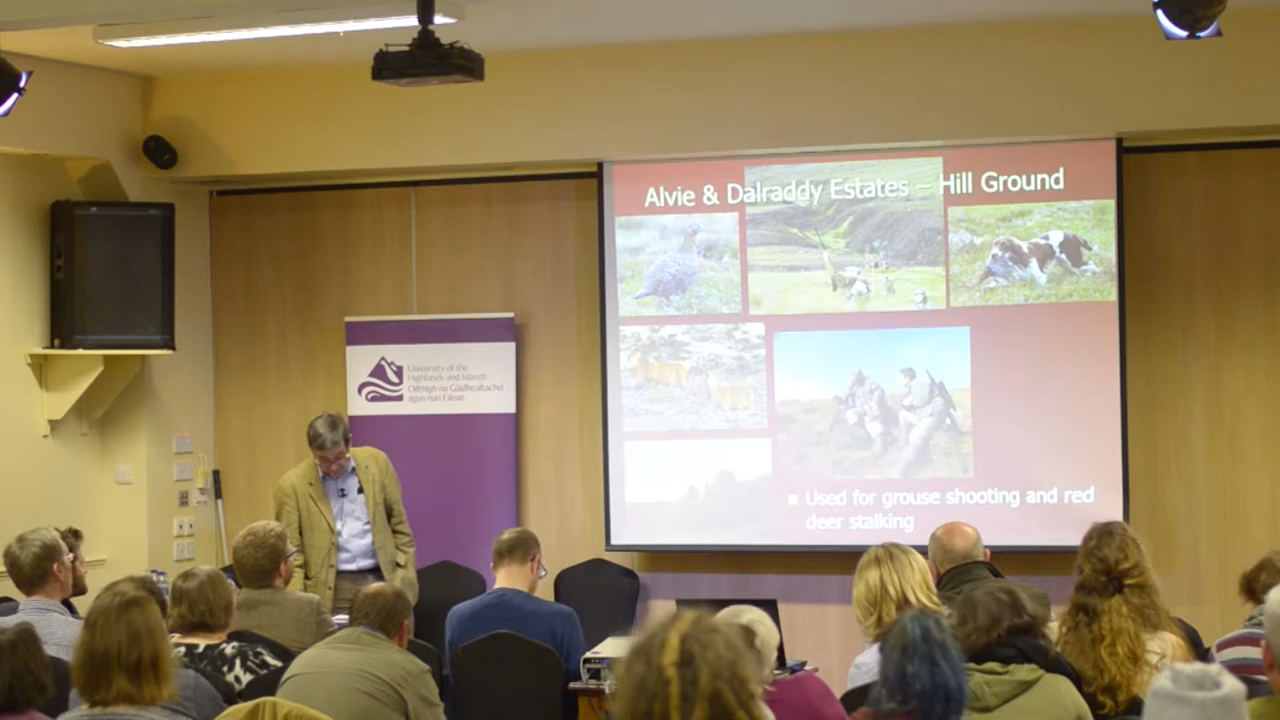 Alvie & Dalraddy Estates – Hill Ground
University of the
Highlands and Islands
Oilthigh na Gàidhealtachd
agus nan Eilean
Used for grouse shooting and red
deer stalking